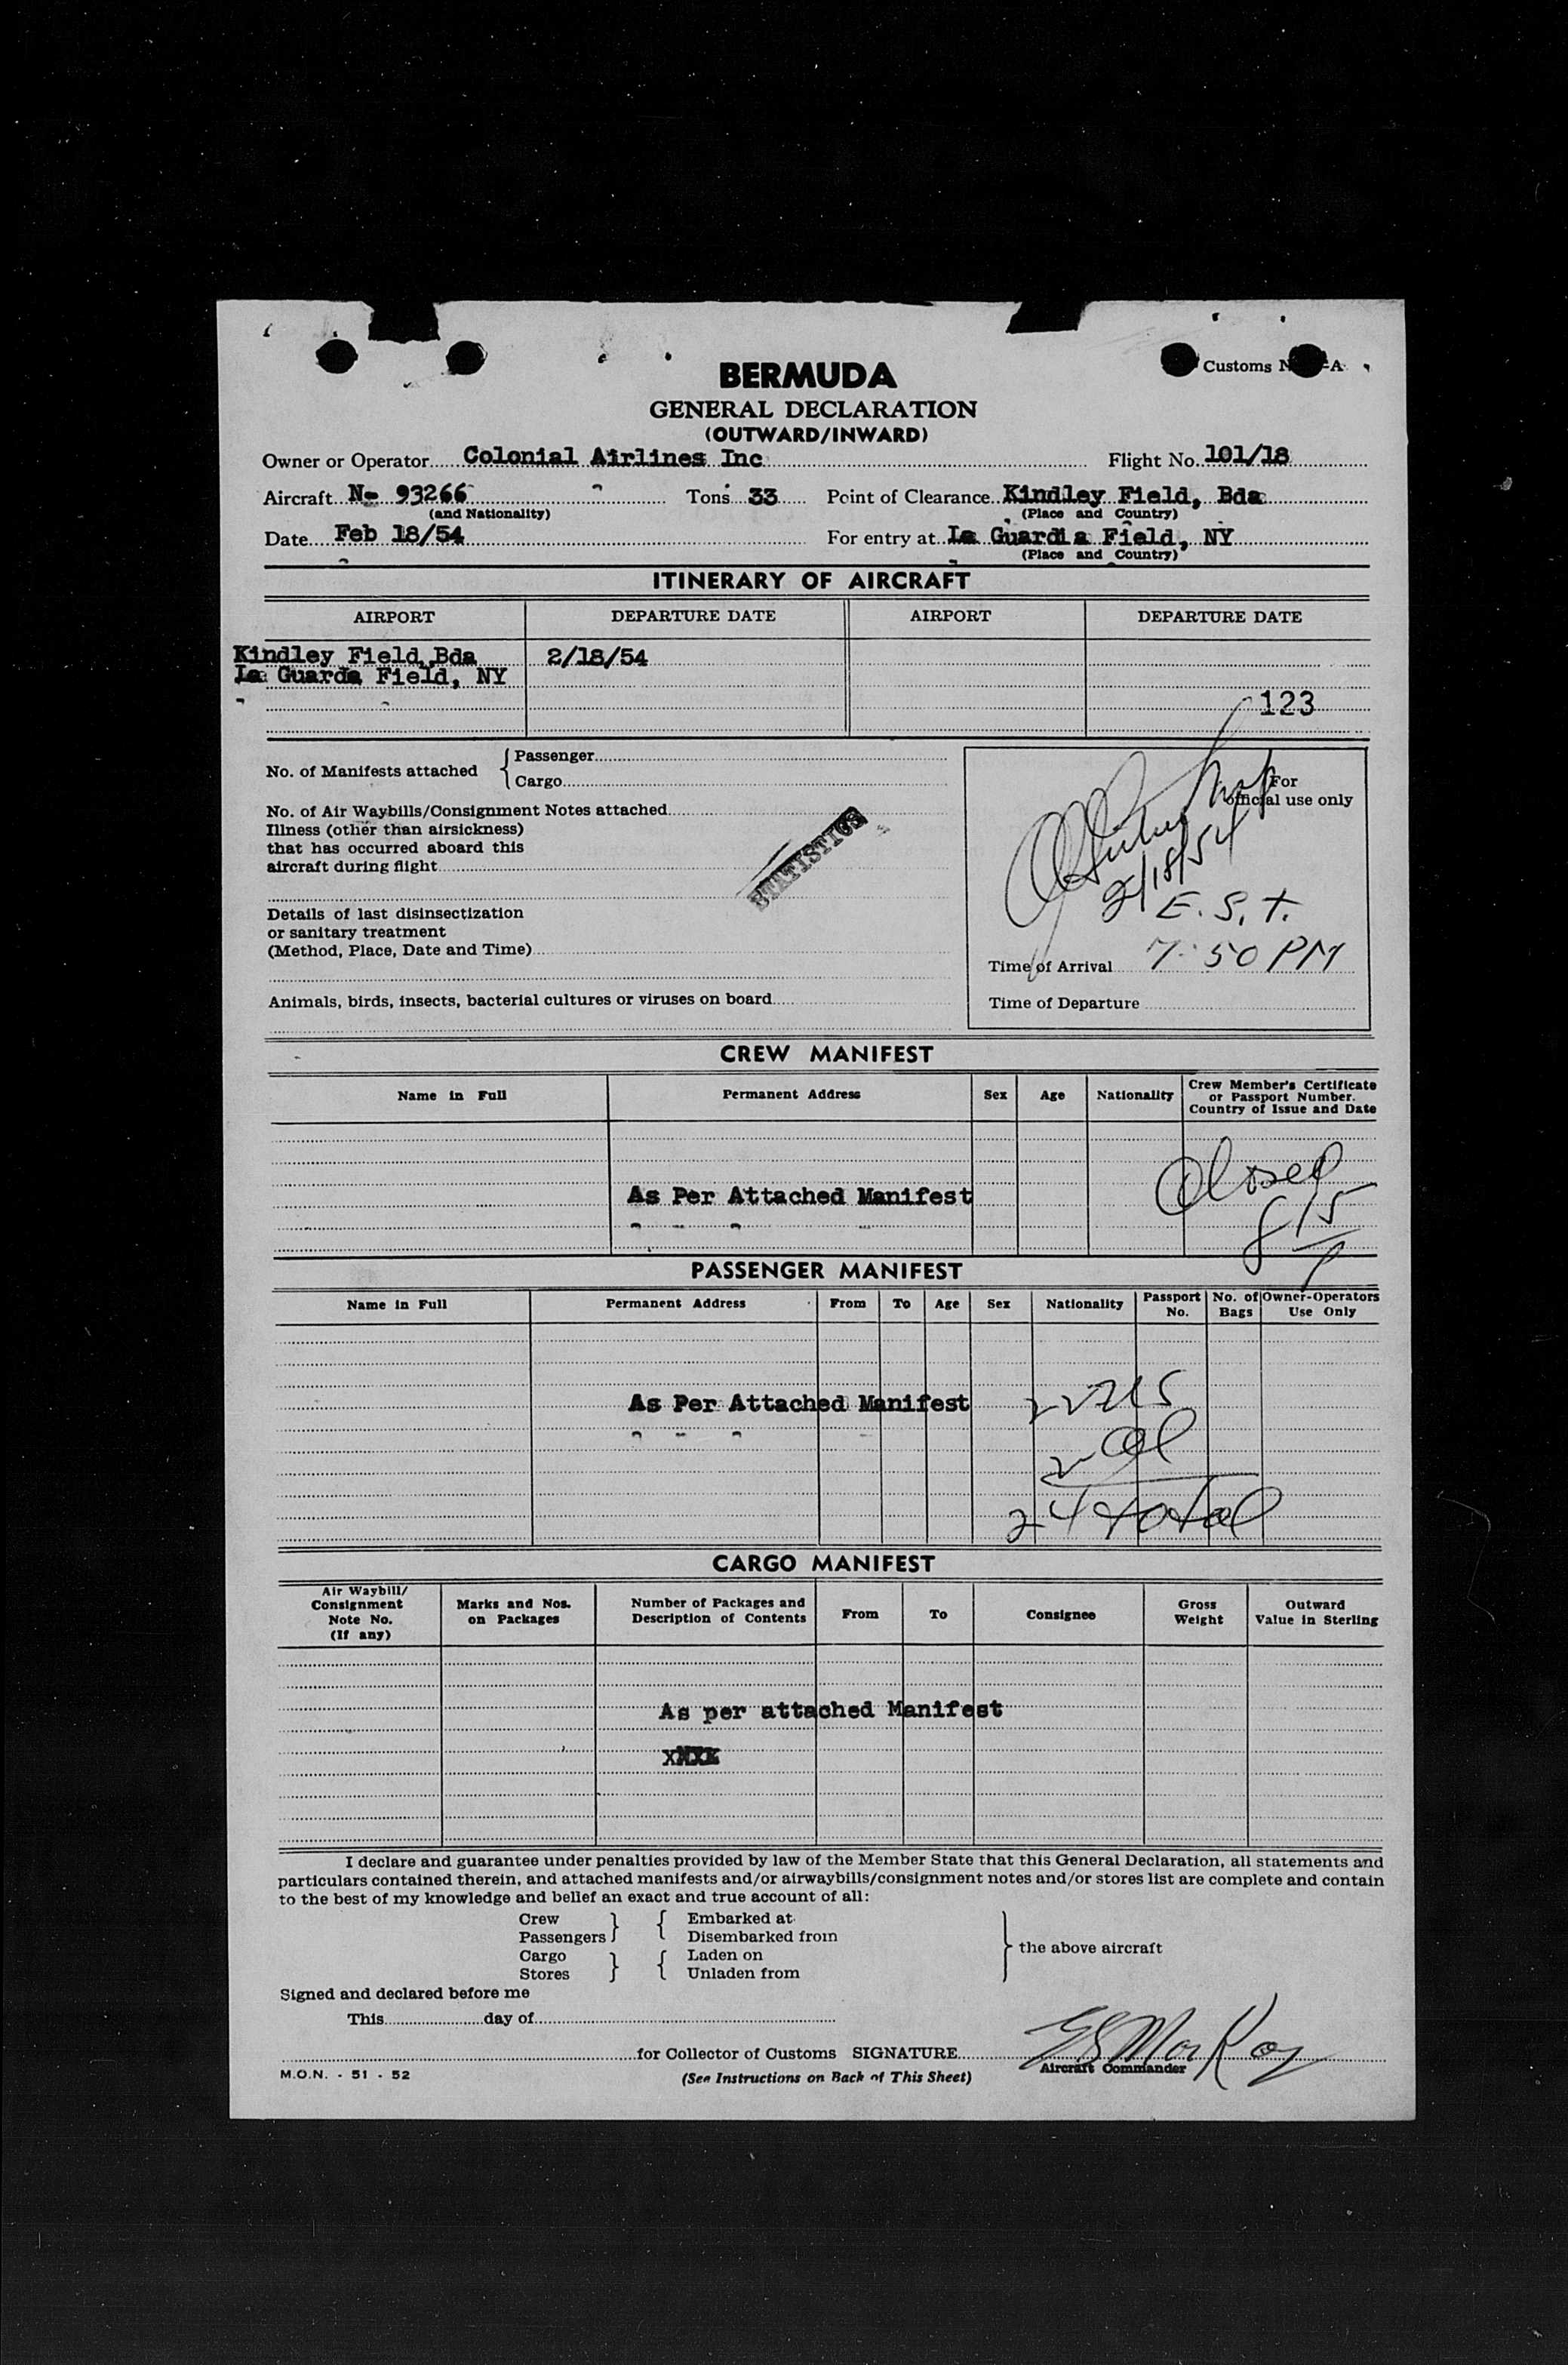 Customs N -A
BERMUDA
GENERAL DECLARATION
(OUTWARD/INWARD)
Owner or Operator Colonial Airlines Inc Flight No. 101/18
Aircraft N- 93266 Tons 33 Point of Clearance Kindley Field, Bda
(and Nationality) (Place and Country)
Date Feb 18/54 For entry at La Guardia Field, NY
(Place and Country)
ITINERARY OF AIRCRAFT
AIRPORT DEPARTURE DATE AIRPORT DEPARTURE DATE
Kindley Field, Bda 2/18/54
La Guarda Field, NY
123
No. of Manifests attached { Passenger
Cargo
For official use only
No. of Air Waybills/Consignment Notes attached
Illness (other than airsickness)
that has occurred aboard this
aircraft during flight
STATISTICS
2/18/54
E.S.T.
Details of last disinsectization
or sanitary treatment
(Method, Place, Date and Time)
Time of Arrival 7:50 PM
Animals, birds, insects, bacterial cultures or viruses on board
Time of Departure
CREW MANIFEST
Name in Full Permanent Address Sex Age Nationality Crew Member's Certificate or Passport Number. Country of Issue and Date
Closed
As Per Attached Manifest
8 15
P
PASSENGER MANIFEST
Name in Full Permanent Address From To Age Sex Nationality Passport No. No. of Bags Owner-Operators Use Only
As Per Attached Manifest
22 US
2 Al
24 total
CARGO MANIFEST
Air Waybill/ Consignment Note No. (If any) Marks and Nos. on Packages Number of Packages and Description of Contents From To Consignee Gross Weight Outward Value in Sterling
As per attached Manifest
I declare and guarantee under penalties provided by law of the Member State that this General Declaration, all statements and
particulars contained therein, and attached manifests and/or airwaybills/consignment notes and/or stores list are complete and contain
to the best of my knowledge and belief an exact and true account of all:
Crew } { Embarked at
Passengers } { Disembarked from
Cargo } { Laden on } the above aircraft
Stores } { Unladen from
Signed and declared before me
This day of
for Collector of Customs SIGNATURE
Aircraft Commander
M.O.N. - 51 - 52 (See Instructions on Back of This Sheet)